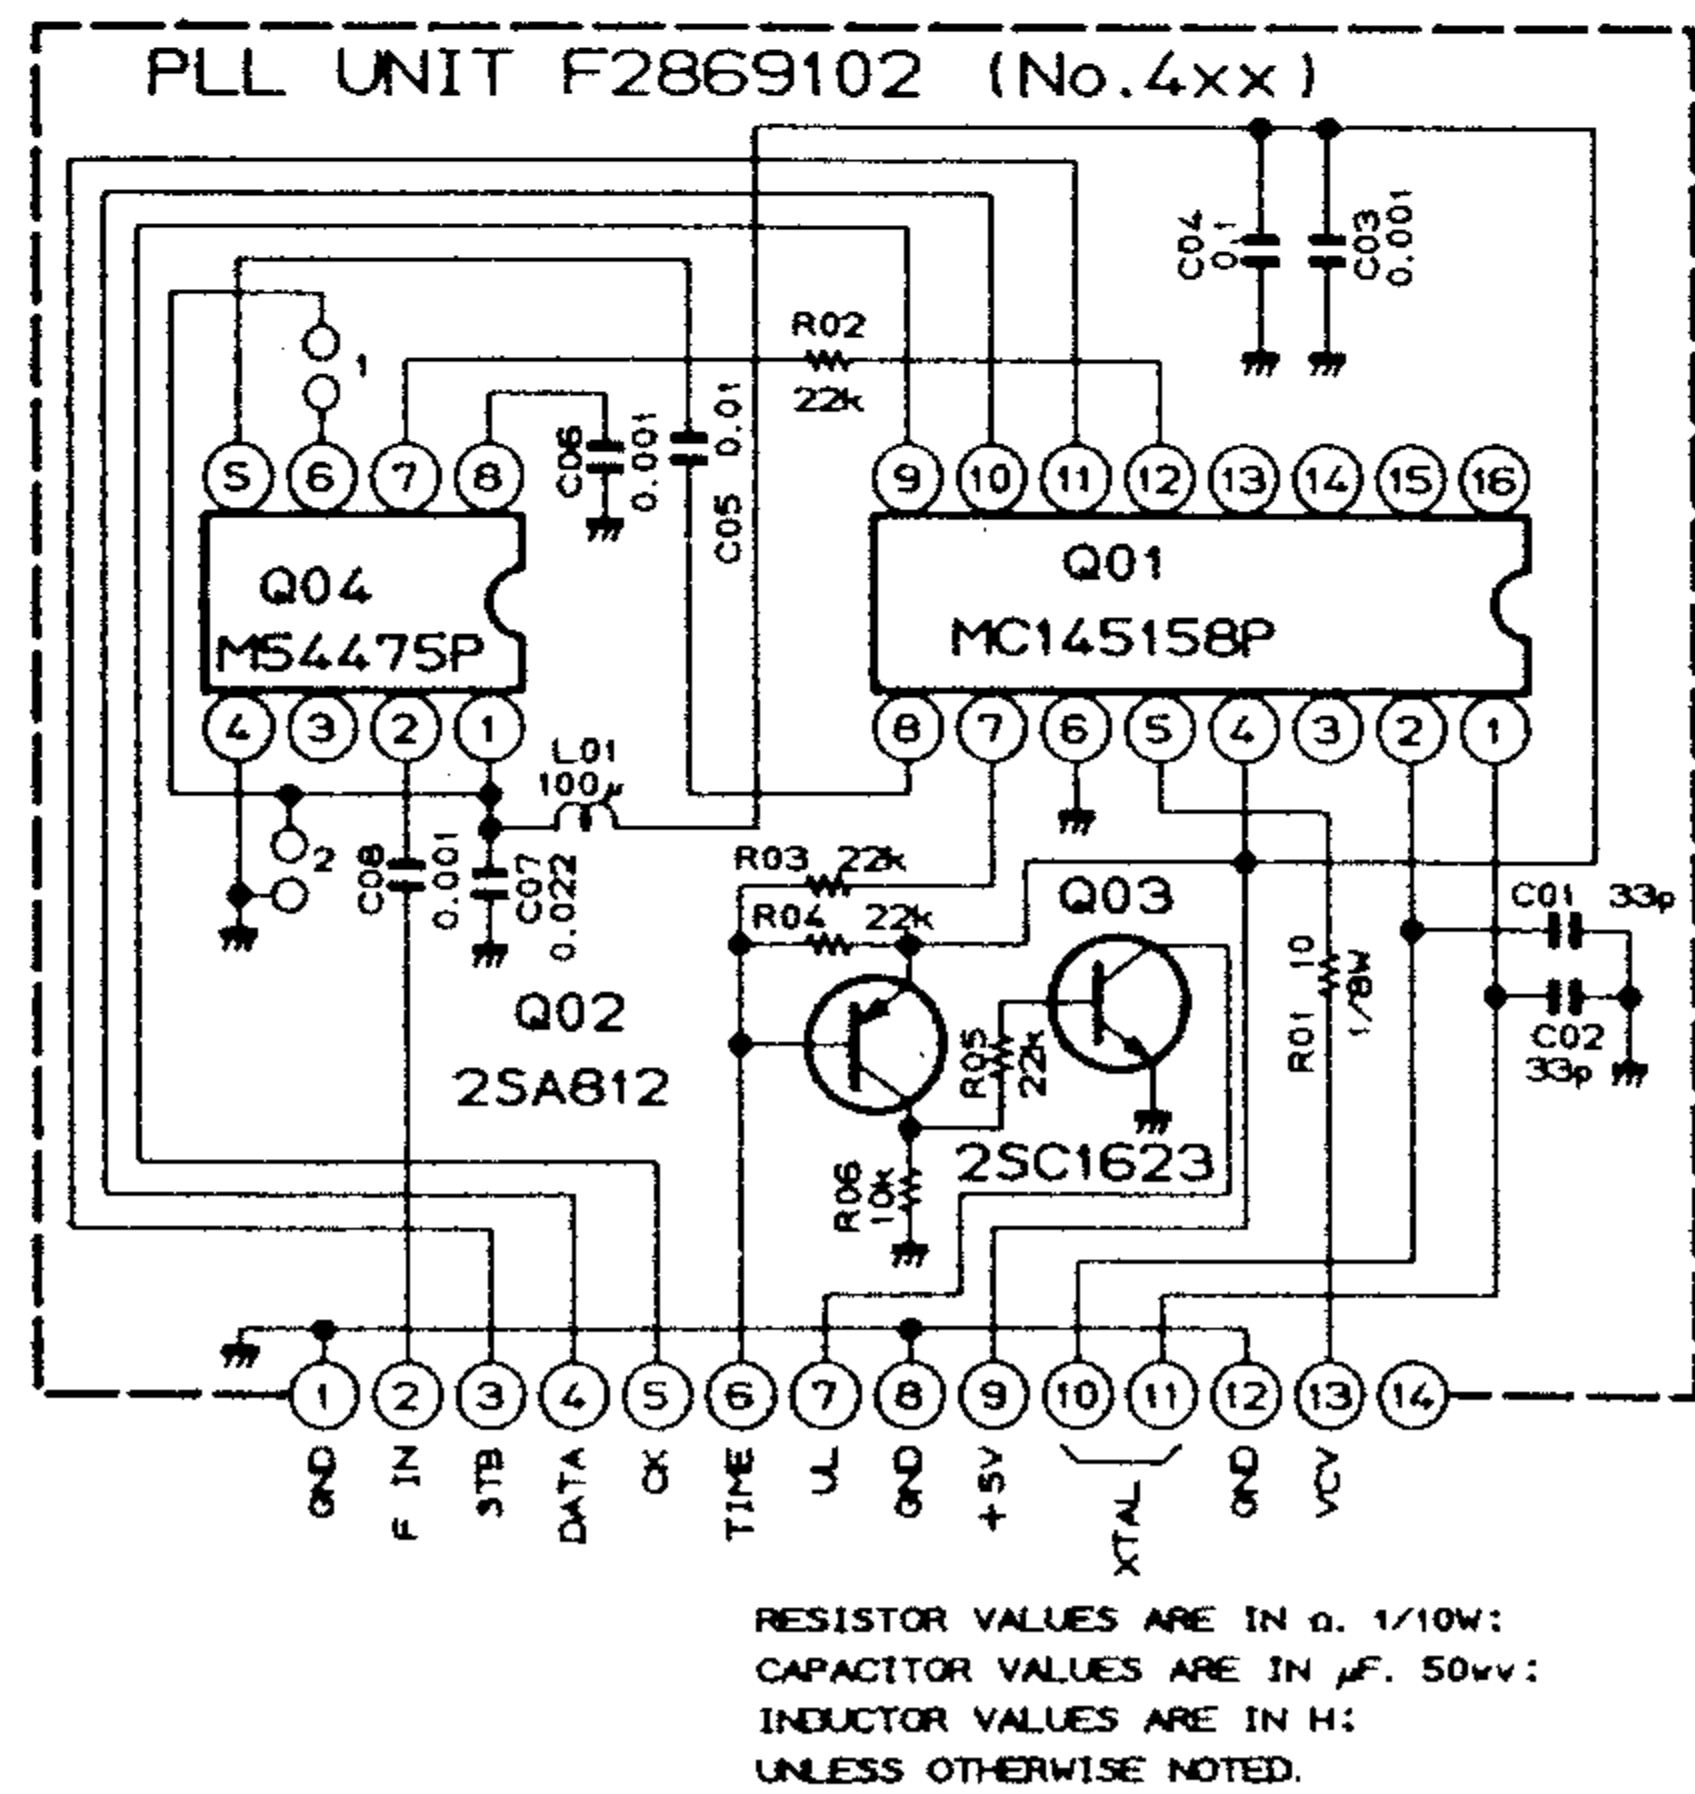 PLL UNIT F2869102 (No.4xx)
C04
0.1
C03
0.001
R02
22k
1
C06
0.001
C05 0.01
5 6 7 8
9 10 11 12 13 14 15 16
Q04
M54475P
Q01
MC145158P
4 3 2 1
8 7 6 5 4 3 2 1
L01
100μ
2
C08
0.001
C07
0.022
R03 22k
R04 22k
Q03
C01 33p
R01 10
1/8W
Q02
2SA812
R05
22k
C02
33p
2SC1623
R06
10k
1 2 3 4 5 6 7 8 9 10 11 12 13 14
GND
F IN
STB
DATA
CK
TIME
UL
GND
+5V
XTAL
GND
VCV
RESISTOR VALUES ARE IN Ω. 1/10W;
CAPACITOR VALUES ARE IN μF. 50wv;
INDUCTOR VALUES ARE IN H;
UNLESS OTHERWISE NOTED.